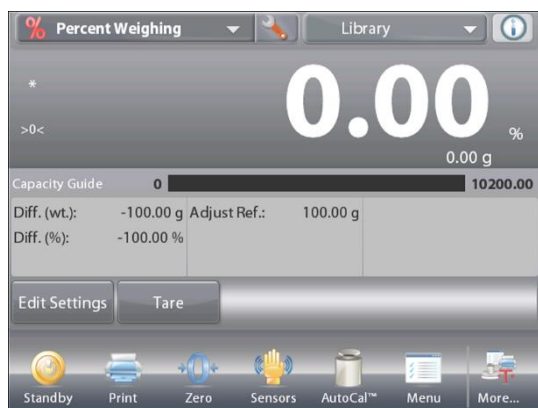 % Percent Weighing Library i
*
0.00 %
>0<
0.00 g
Capacity Guide 0 10200.00
Diff. (wt.): -100.00 g Adjust Ref.: 100.00 g
Diff. (%): -100.00 %
Edit Settings Tare
0 T
Standby Print Zero Sensors AutoCal™ Menu More...